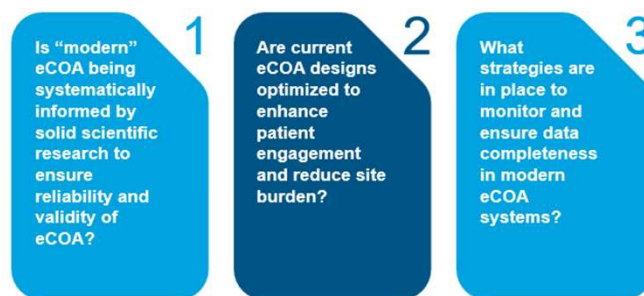 1
Is “modern”
eCOA being
systematically
informed by
solid scientific
research to
ensure
reliability and
validity of
eCOA?
2
Are current
eCOA designs
optimized to
enhance
patient
engagement
and reduce site
burden?
3
What
strategies are
in place to
monitor and
ensure data
completeness
in modern
eCOA
systems?